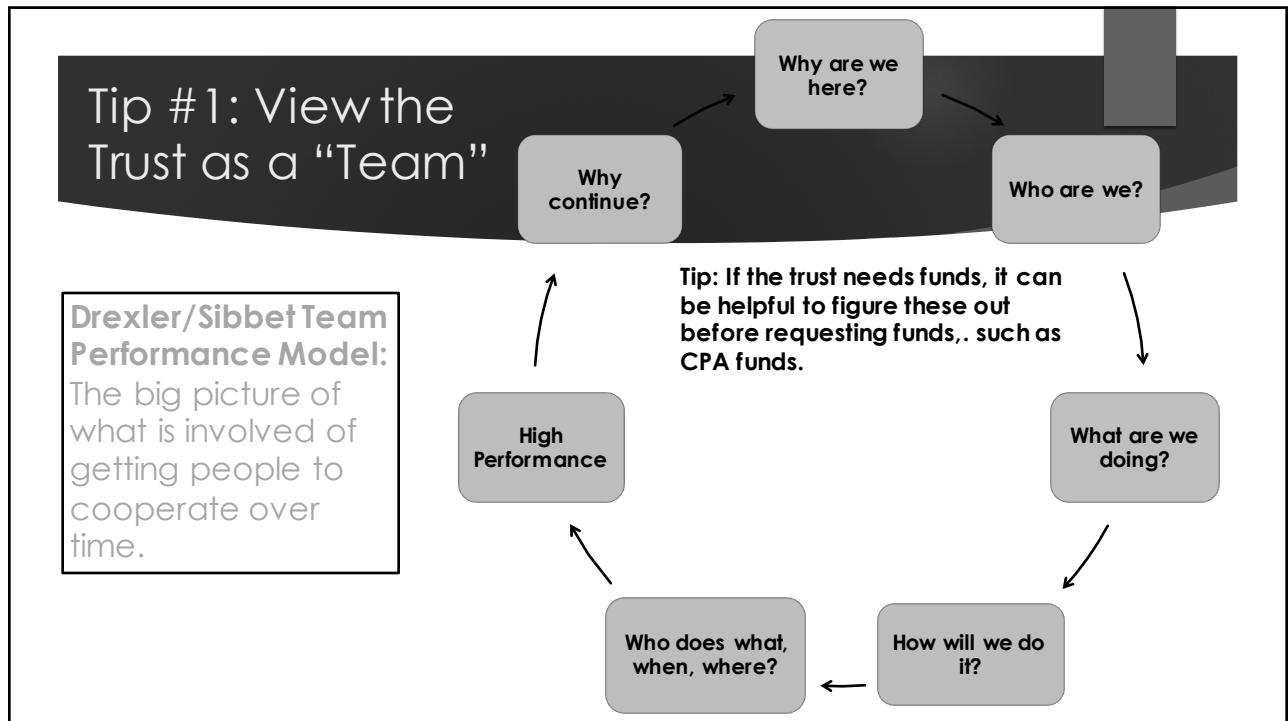 Tip #1: View the
Trust as a “Team”
Why are we
here?
Who are we?
What are we
doing?
How will we do
it?
Who does what,
when, where?
High
Performance
Why
continue?
Tip: If the trust needs funds, it can
be helpful to figure these out
before requesting funds,. such as
CPA funds.
Drexler/Sibbet Team
Performance Model:
The big picture of
what is involved of
getting people to
cooperate over
time.